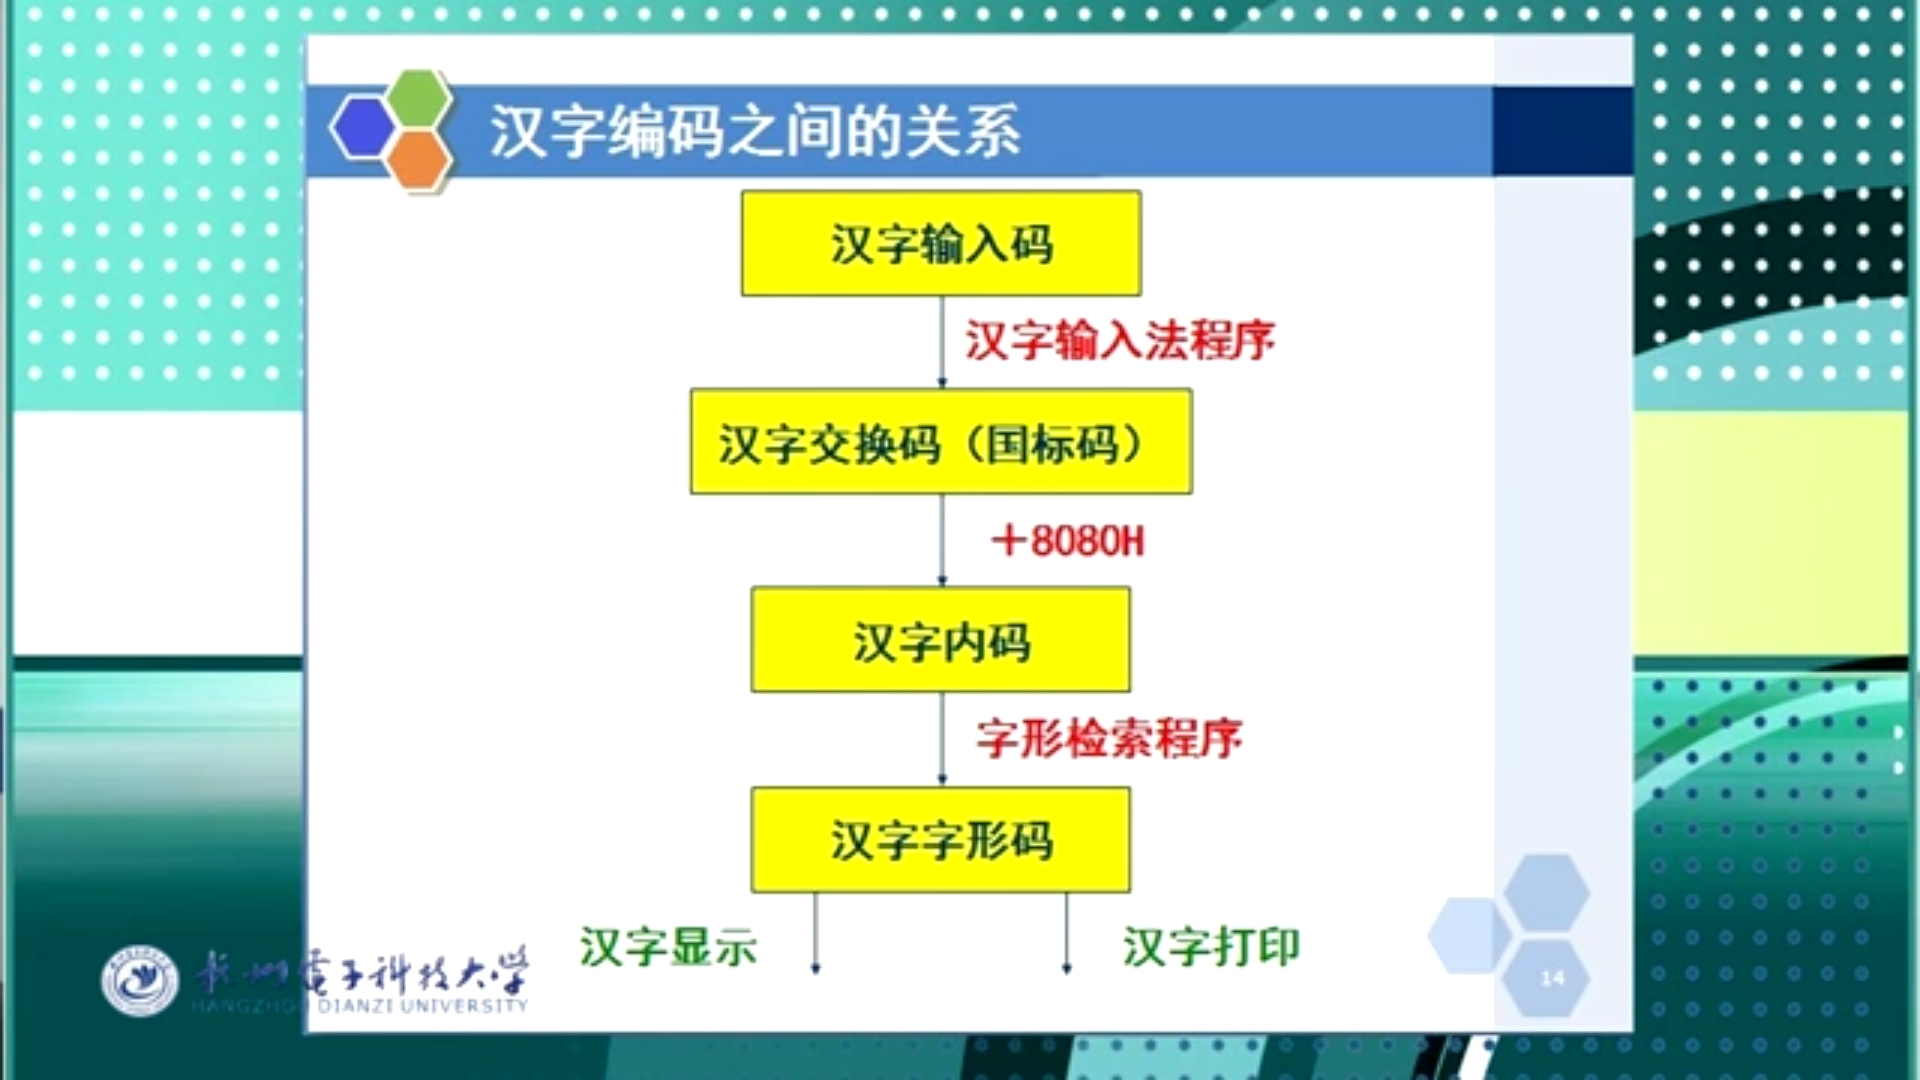 汉字编码之间的关系
汉字输入码
汉字输入法程序
汉字交换码（国标码）
＋8080H
汉字内码
字形检索程序
汉字字形码
汉字显示
汉字打印
杭州电子科技大学
HANGZHOU DIANZI UNIVERSITY
14